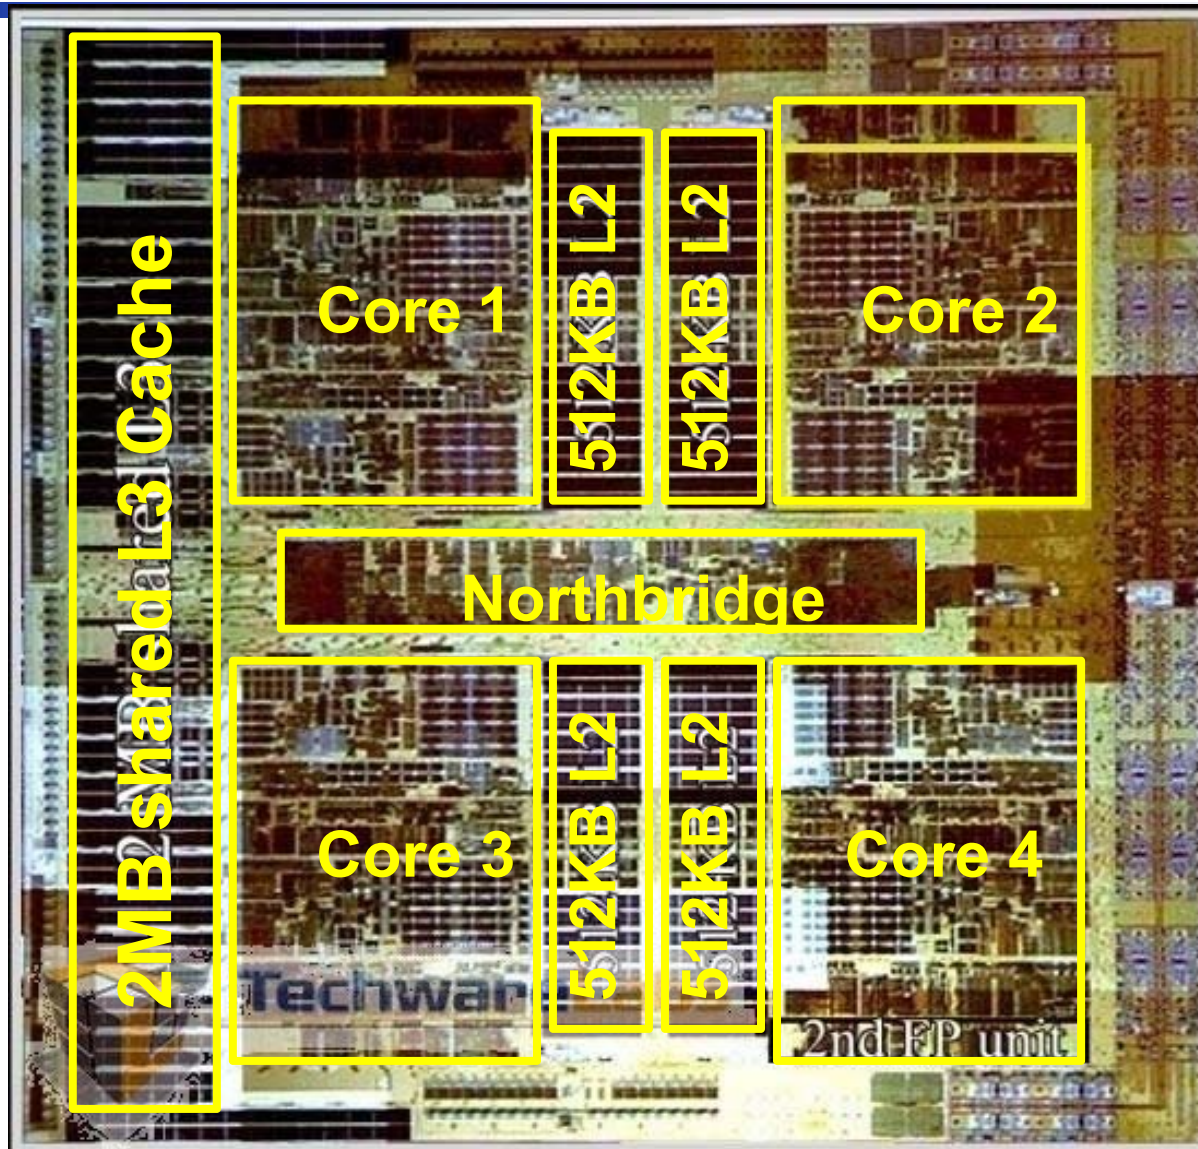 2MB shared L3 Cache
Core 1
512KB L2
512KB L2
Core 2
Northbridge
Core 3
512KB L2
512KB L2
Core 4
Techwar
2nd FP unit